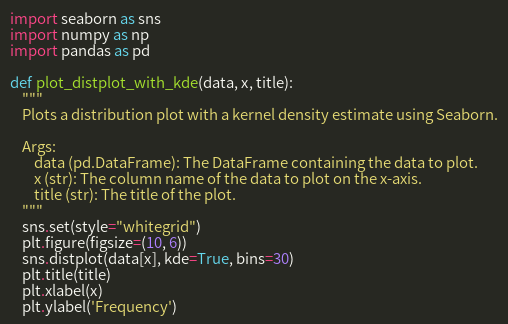 import seaborn as sns
import numpy as np
import pandas as pd

def plot_distplot_with_kde(data, x, title):
    """
    Plots a distribution plot with a kernel density estimate using Seaborn.

    Args:
        data (pd.DataFrame): The DataFrame containing the data to plot.
        x (str): The column name of the data to plot on the x-axis.
        title (str): The title of the plot.
    """
    sns.set(style="whitegrid")
    plt.figure(figsize=(10, 6))
    sns.distplot(data[x], kde=True, bins=30)
    plt.title(title)
    plt.xlabel(x)
    plt.ylabel('Frequency')